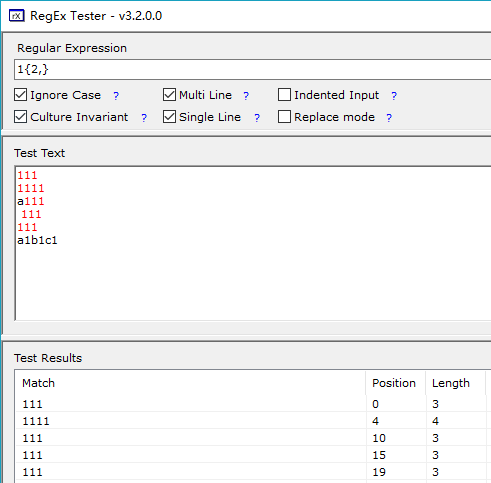 rX RegEx Tester - v3.2.0.0
Regular Expression
1{2,}
Ignore Case ? Multi Line ? Indented Input ?
Culture Invariant ? Single Line ? Replace mode ?
Test Text
111
1111
a111
111
111
a1b1c1
Test Results
Match Position Length
111 0 3
1111 4 4
111 10 3
111 15 3
111 19 3